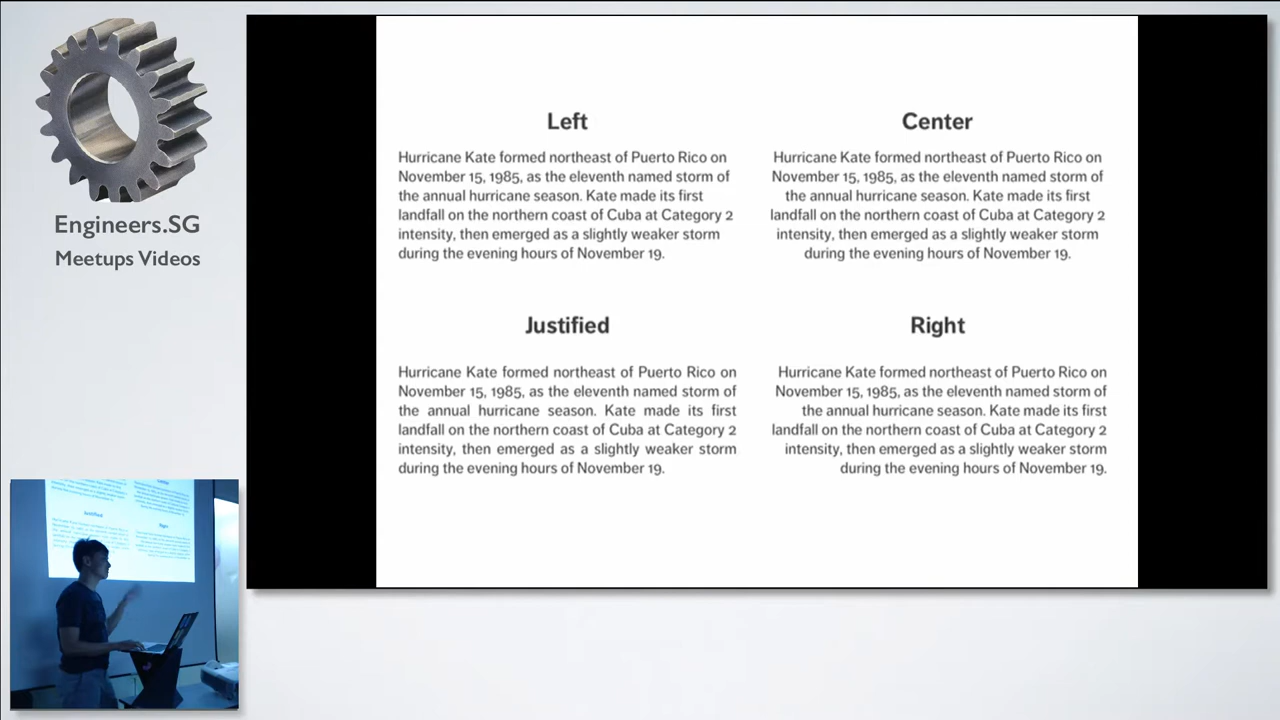 Engineers.SG
Meetups Videos
Left
Hurricane Kate formed northeast of Puerto Rico on
November 15, 1985, as the eleventh named storm of
the annual hurricane season. Kate made its first
landfall on the northern coast of Cuba at Category 2
intensity, then emerged as a slightly weaker storm
during the evening hours of November 19.
Center
Hurricane Kate formed northeast of Puerto Rico on
November 15, 1985, as the eleventh named storm of
the annual hurricane season. Kate made its first
landfall on the northern coast of Cuba at Category 2
intensity, then emerged as a slightly weaker storm
during the evening hours of November 19.
Justified
Hurricane Kate formed northeast of Puerto Rico on
November 15, 1985, as the eleventh named storm of
the annual hurricane season. Kate made its first
landfall on the northern coast of Cuba at Category 2
intensity, then emerged as a slightly weaker storm
during the evening hours of November 19.
Right
Hurricane Kate formed northeast of Puerto Rico on
November 15, 1985, as the eleventh named storm of
the annual hurricane season. Kate made its first
landfall on the northern coast of Cuba at Category 2
intensity, then emerged as a slightly weaker storm
during the evening hours of November 19.
Justified
Right